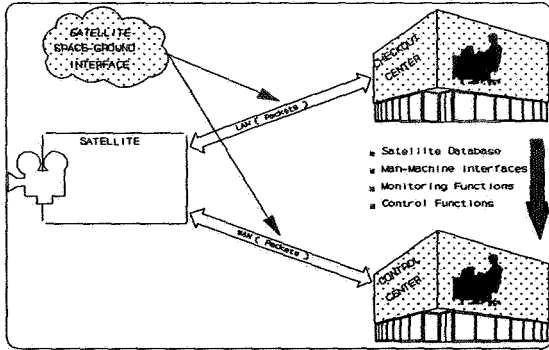 SATELLITE
SPACE-GROUND
INTERFACE
CHECKOUT
CENTER
LAN ( Packets )
SATELLITE
Satellite Database
Man-Machine Interfaces
Monitoring Functions
Control Functions
WAN ( Packets )
CONTROL
CENTER